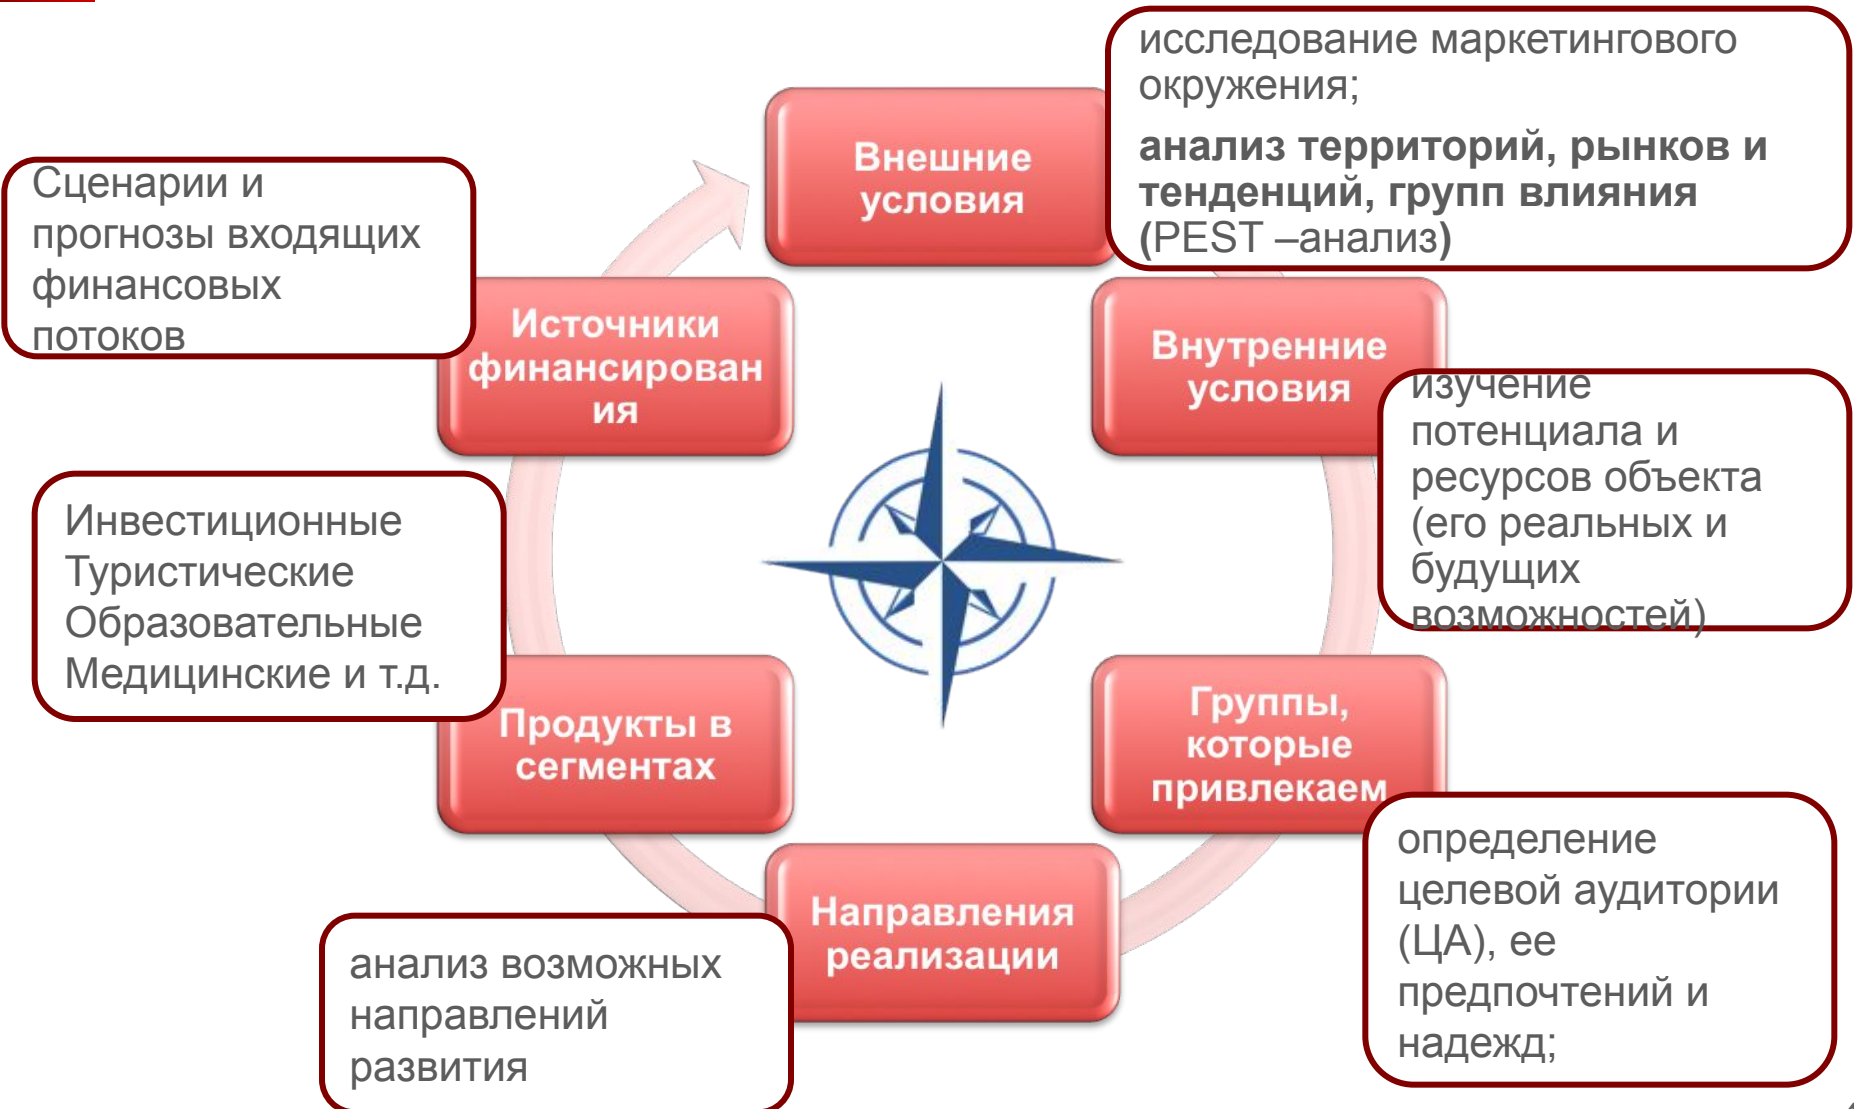 исследование маркетингового
окружения;
анализ территорий, рынков и
тенденций, групп влияния
(PEST –анализ)
Внешние
условия
Сценарии и
прогнозы входящих
финансовых
потоков
Источники
финансирован
ия
Внутренние
условия
изучение
потенциала и
ресурсов объекта
(его реальных и
будущих
возможностей)
Инвестиционные
Туристические
Образовательные
Медицинские и т.д.
Продукты в
сегментах
Группы,
которые
привлекаем
определение
целевой аудитории
(ЦА), ее
предпочтений и
надежд;
Направления
реализации
анализ возможных
направлений
развития